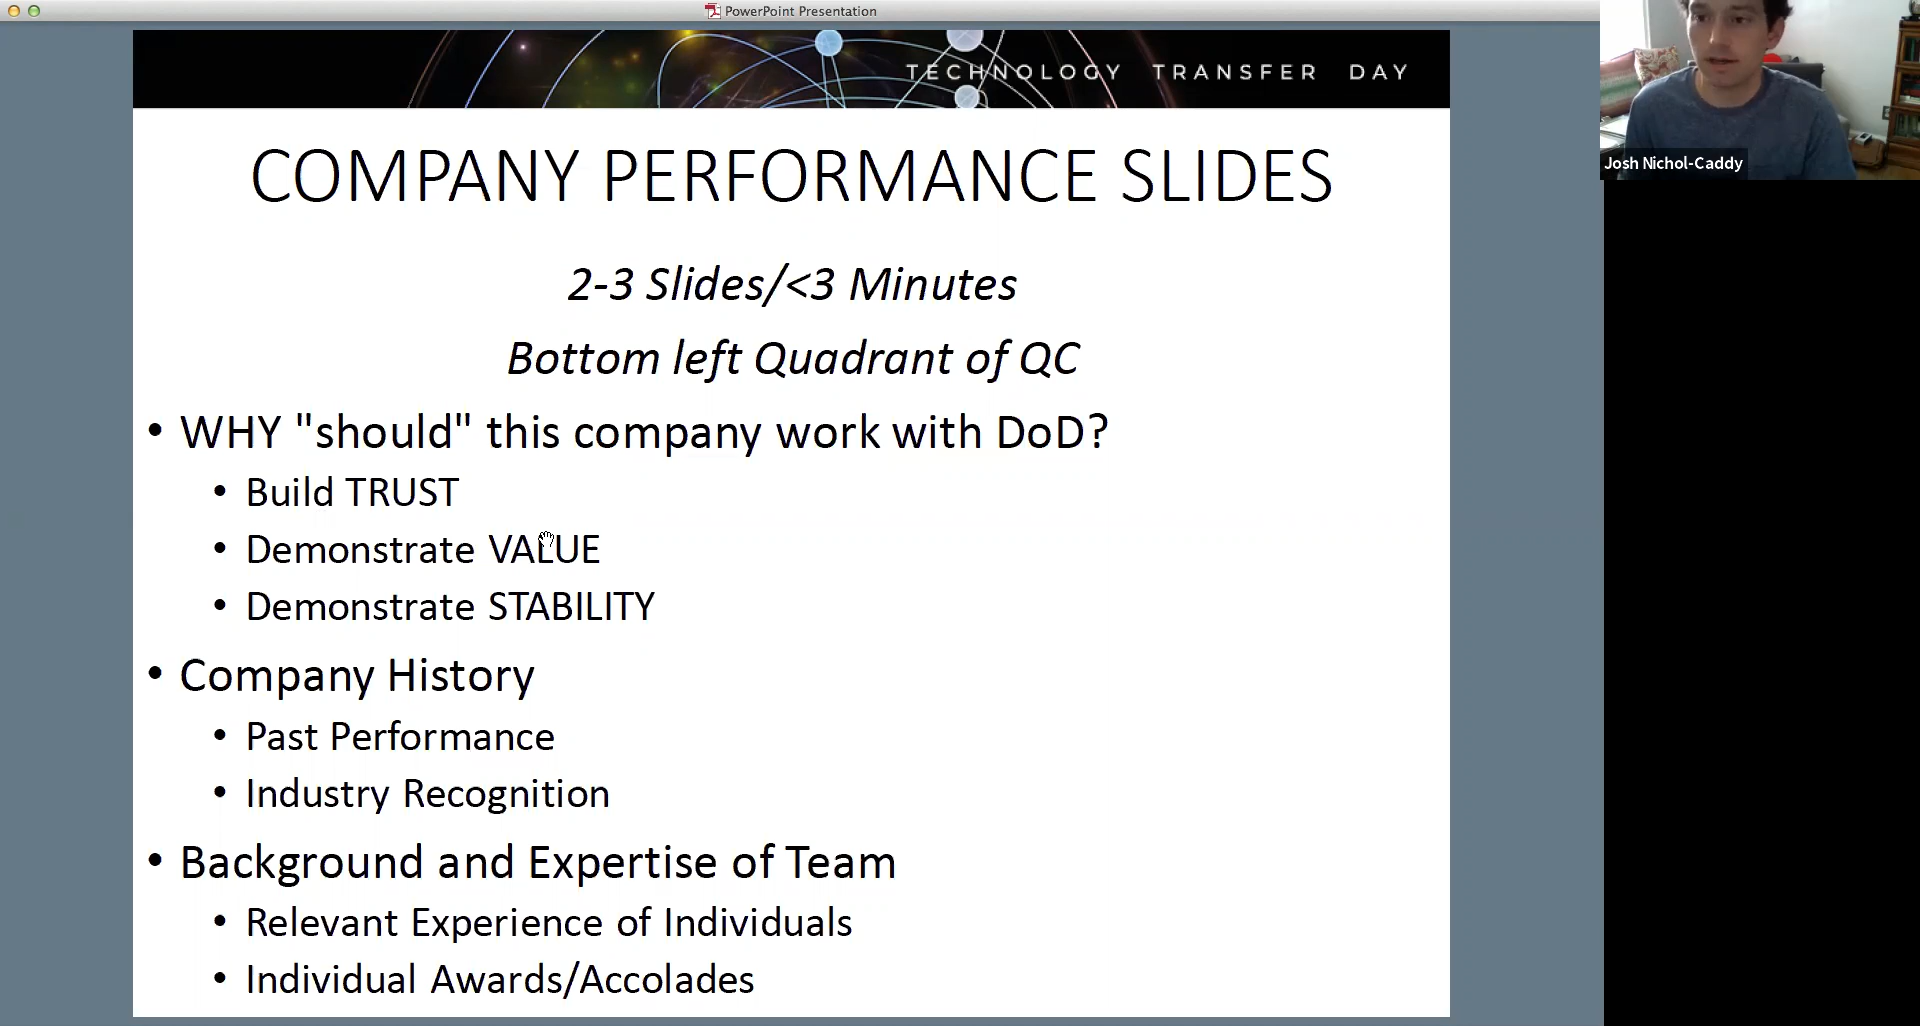 PowerPoint Presentation
TECHNOLOGY TRANSFER DAY
COMPANY PERFORMANCE SLIDES
2-3 Slides/<3 Minutes
Bottom left Quadrant of QC
• WHY "should" this company work with DoD?
• Build TRUST
• Demonstrate VALUE
• Demonstrate STABILITY
• Company History
• Past Performance
• Industry Recognition
• Background and Expertise of Team
• Relevant Experience of Individuals
• Individual Awards/Accolades
Josh Nichol-Caddy